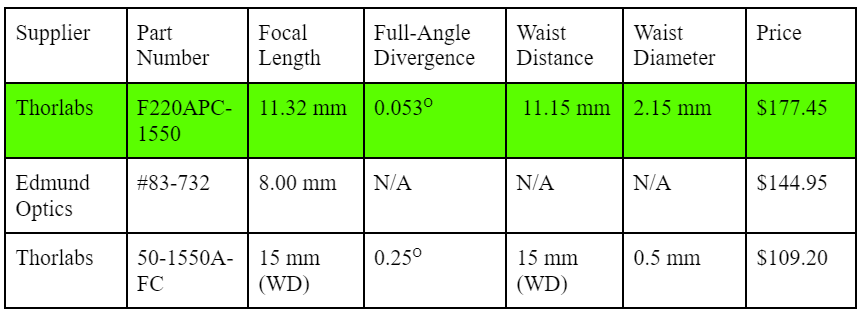 Supplier Part Number Focal Length Full-Angle Divergence Waist Distance Waist Diameter Price
Thorlabs F220APC-1550 11.32 mm 0.053° 11.15 mm 2.15 mm $177.45
Edmund Optics #83-732 8.00 mm N/A N/A N/A $144.95
Thorlabs 50-1550A-FC 15 mm (WD) 0.25° 15 mm (WD) 0.5 mm $109.20